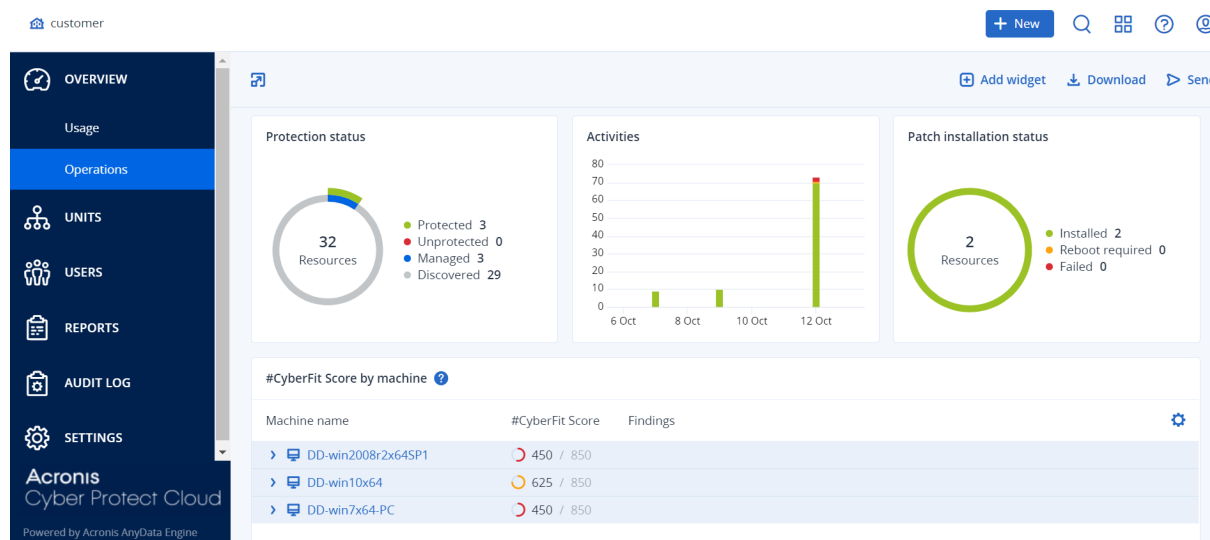 customer
New
OVERVIEW
Usage
Operations
UNITS
USERS
REPORTS
AUDIT LOG
SETTINGS
Acronis
Cyber Protect Cloud
Powered by Acronis AnyData Engine
Add widget
Download
Sen
Protection status
32
Resources
Protected 3
Unprotected 0
Managed 3
Discovered 29
Activities
80
70
60
50
40
30
20
10
0
6 Oct 8 Oct 10 Oct 12 Oct
Patch installation status
2
Resources
Installed 2
Reboot required 0
Failed 0
#CyberFit Score by machine ?
Machine name #CyberFit Score Findings
DD-win2008r2x64SP1 450 / 850
DD-win10x64 625 / 850
DD-win7x64-PC 450 / 850